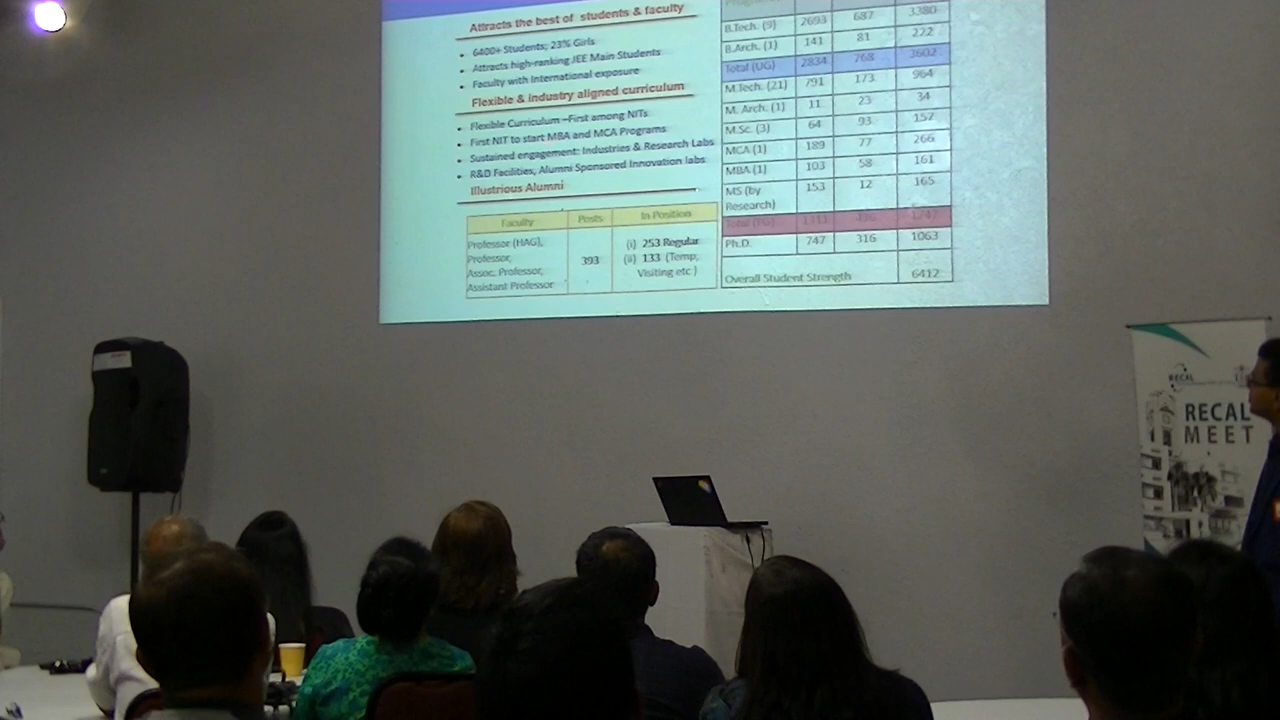 Attracts the best of students & faculty
• 6400+ Students; 23% Girls
• Attracts high-ranking JEE Main Students
• Faculty with International exposure
Flexible & industry aligned curriculum
• Flexible Curriculum –First among NITs
• First NIT to start MBA and MCA Programs
• Sustained engagement: Industries & Research Labs
• R&D Facilities, Alumni Sponsored Innovation labs
Illustrious Alumni
Faculty Posts In Position
Professor (HAG),
Professor,
Assoc. Professor,
Assistant Professor
393
(i) 253 Regular
(ii) 133 (Temp,
Visiting etc )
B.Tech. (9) 2693 687 3380
B.Arch. (1) 141 81 222
Total (UG) 2834 768 3602
M.Tech. (21) 791 173 964
M. Arch. (1) 11 23 34
M.Sc. (3) 64 93 157
MCA (1) 189 77 266
MBA (1) 103 58 161
MS (by
Research) 153 12 165
Total (PG) 1311 436 1747
Ph.D. 747 316 1063
Overall Student Strength 6412
RECAL
RECAL
MEET